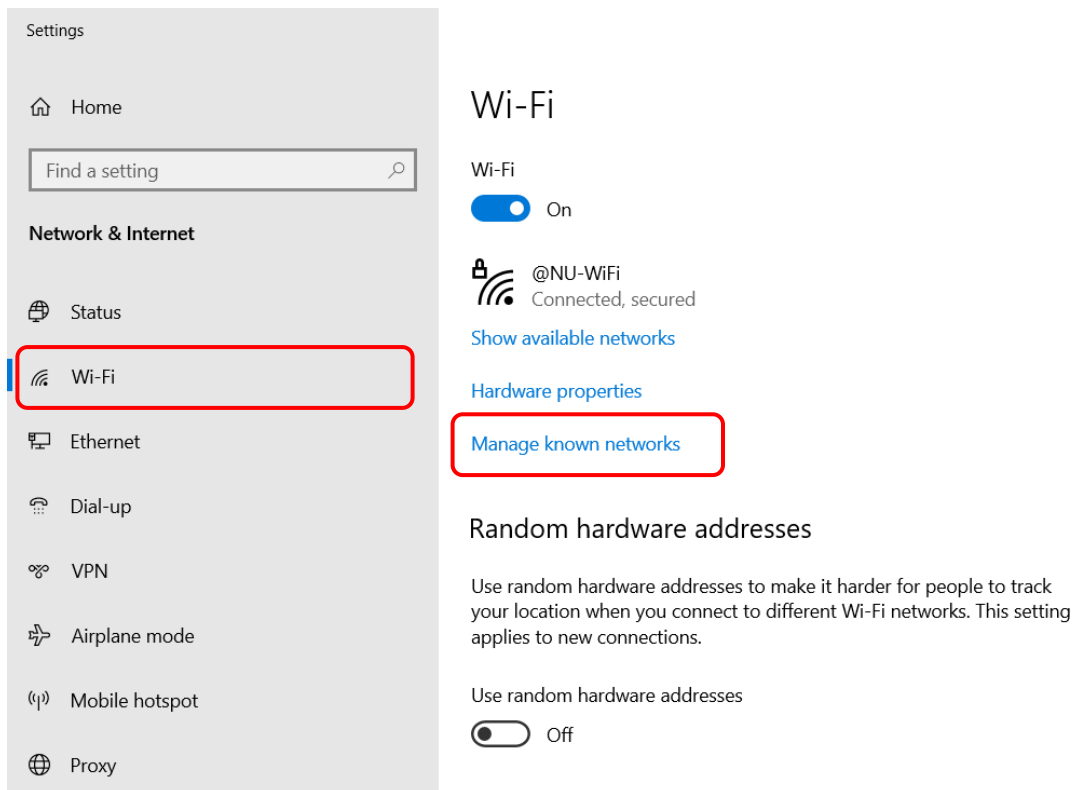 Settings
Home
Find a setting
Network & Internet
Status
Wi-Fi
Ethernet
Dial-up
VPN
Airplane mode
Mobile hotspot
Proxy
Wi-Fi
Wi-Fi
On
@NU-WiFi
Connected, secured
Show available networks
Hardware properties
Manage known networks
Random hardware addresses
Use random hardware addresses to make it harder for people to track
your location when you connect to different Wi-Fi networks. This setting
applies to new connections.
Use random hardware addresses
Off